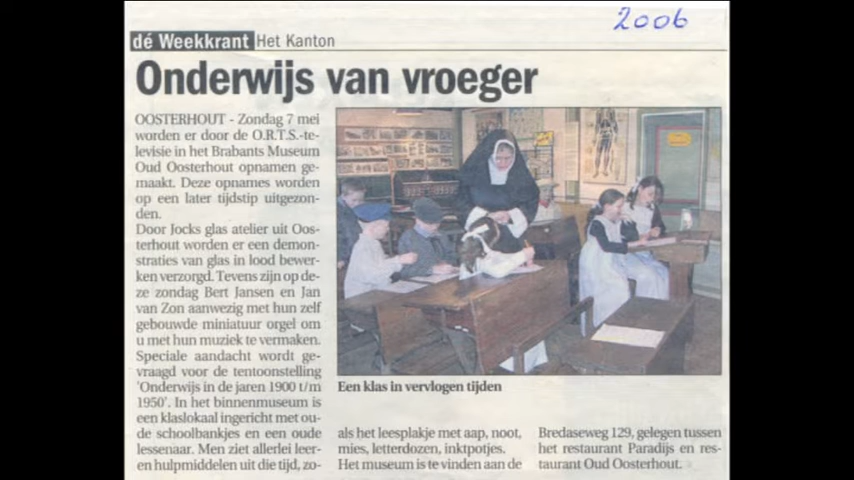 2006
dé Weekkrant Het Kanton
Onderwijs van vroeger
OOSTERHOUT - Zondag 7 mei
worden er door de O.R.T.S.-te-
levisie in het Brabants Museum
Oud Oosterhout opnamen ge-
maakt. Deze opnames worden
op een later tijdstip uitgezon-
den.
Door Jocks glas atelier uit Oos-
terhout worden er een demon-
straties van glas in lood bewer-
ken verzorgd. Tevens zijn op de-
ze zondag Bert Jansen en Jan
van Zon aanwezig met hun zelf
gebouwde miniatuur orgel om
u met hun muziek te vermaken.
Speciale aandacht wordt ge-
vraagd voor de tentoonstelling
'Onderwijs in de jaren 1900 t/m
1950'. In het binnenmuseum is
een klaslokaal ingericht met ou-
de schoolbankjes en een oude
lessenaar. Men ziet allerlei leer-
en hulpmiddelen uit die tijd, zo-
Een klas in vervlogen tijden
als het leesplakje met aap, noot,
mies, letterdozen, inktpotjes.
Het museum is te vinden aan de
Bredaseweg 129, gelegen tussen
het restaurant Paradijs en res-
taurant Oud Oosterhout.